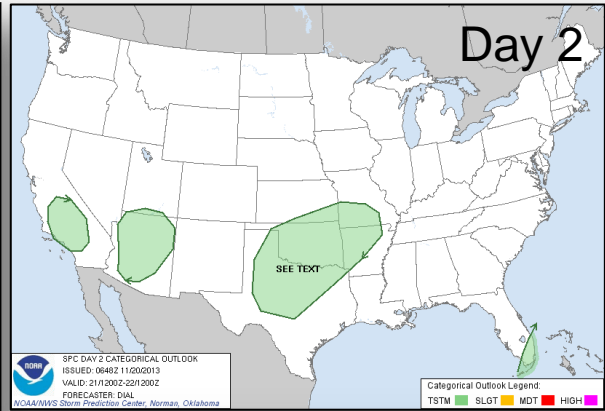 Day 2
SEE TEXT
NOAA
SPC DAY 2 CATEGORICAL OUTLOOK
ISSUED: 0648Z 11/20/2013
VALID: 21/1200Z-22/1200Z
FORECASTER: DIAL
NOAA/NWS Storm Prediction Center, Norman, Oklahoma
Categorical Outlook Legend:
TSTM SLGT MDT HIGH